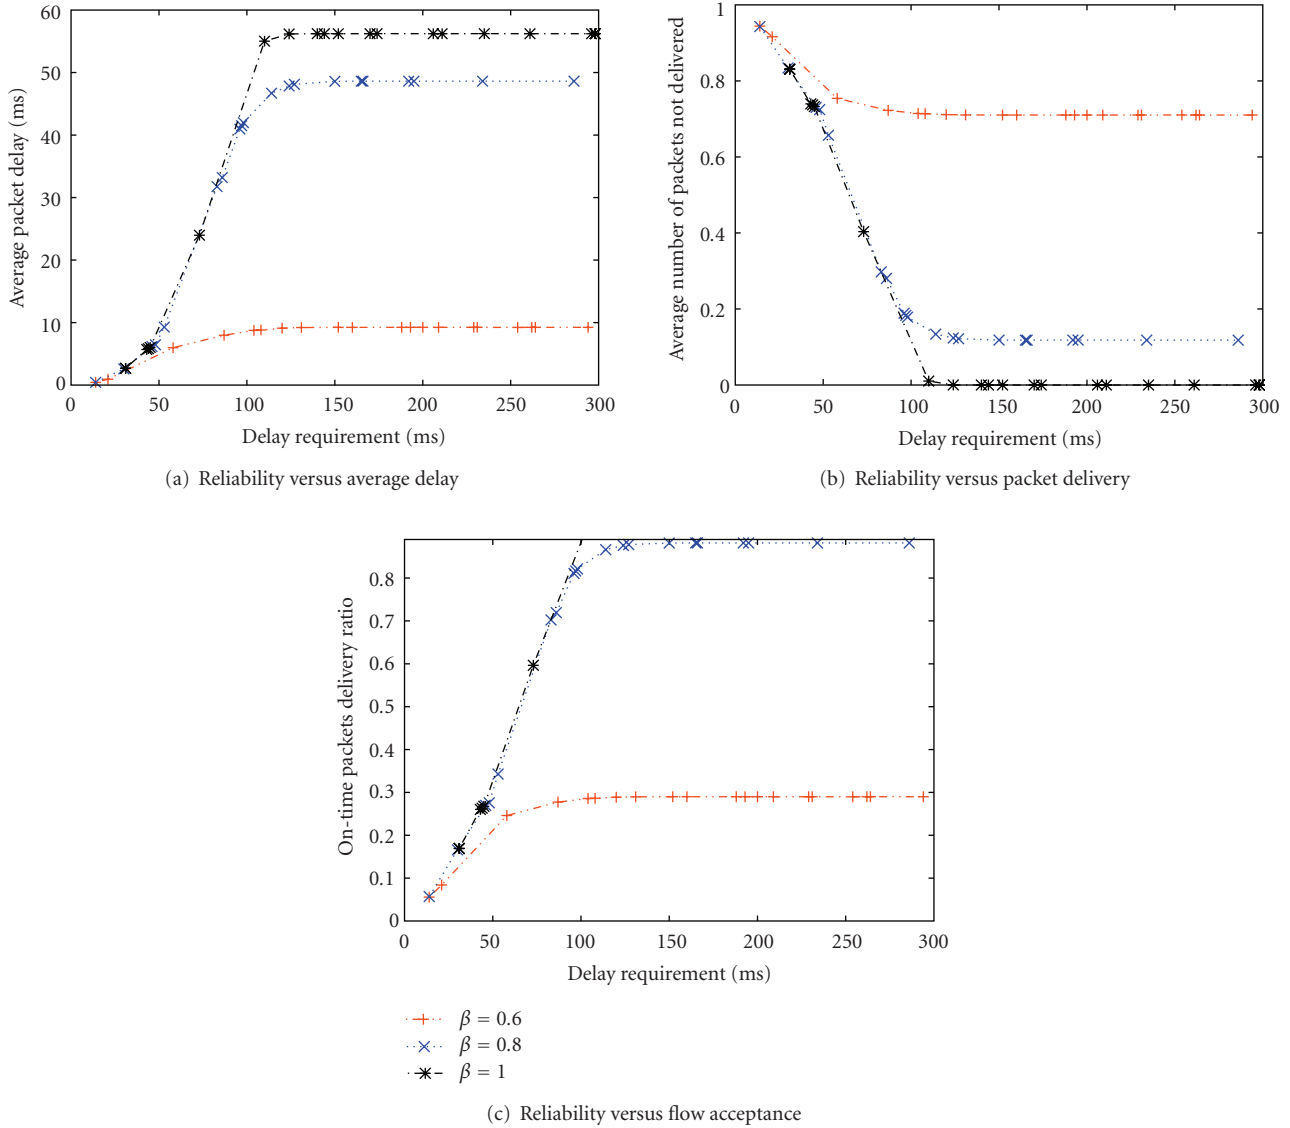 60
50
40
30
20
10
0
Average packet delay (ms)
0 50 100 150 200 250 300
Delay requirement (ms)
(a) Reliability versus average delay
1
0.8
0.6
0.4
0.2
0
Average number of packets not delivered
0 50 100 150 200 250 300
Delay requirement (ms)
(b) Reliability versus packet delivery
0.8
0.7
0.6
0.5
0.4
0.3
0.2
0.1
0
On-time packets delivery ratio
0 50 100 150 200 250 300
Delay requirement (ms)
β = 0.6
β = 0.8
β = 1
(c) Reliability versus flow acceptance